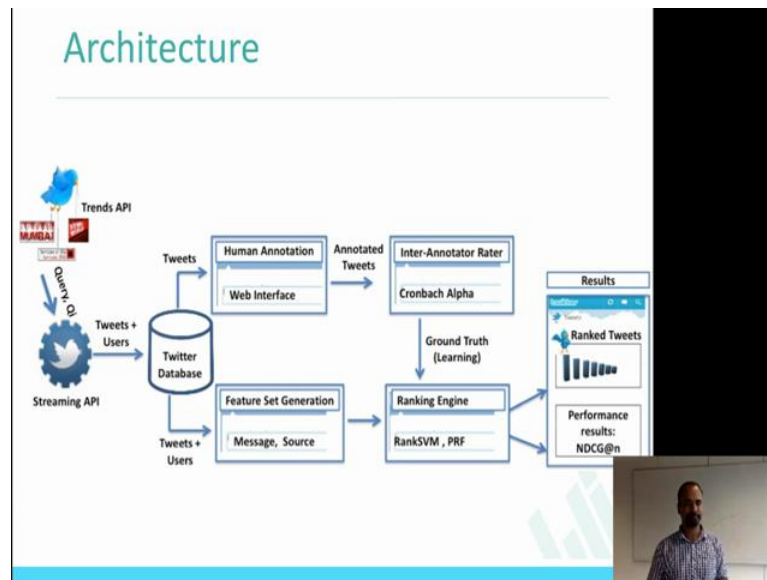 Architecture
Trends API
MUMBAI
Query, Qi
Streaming API
Tweets +
Users
Twitter
Database
Tweets
Human Annotation
Web Interface
Annotated
Tweets
Inter-Annotator Rater
Cronbach Alpha
Ground Truth
(Learning)
Tweets +
Users
Feature Set Generation
Message, Source
Ranking Engine
RankSVM , PRF
Results
Tweets
Ranked Tweets
Performance
results:
NDCG@n